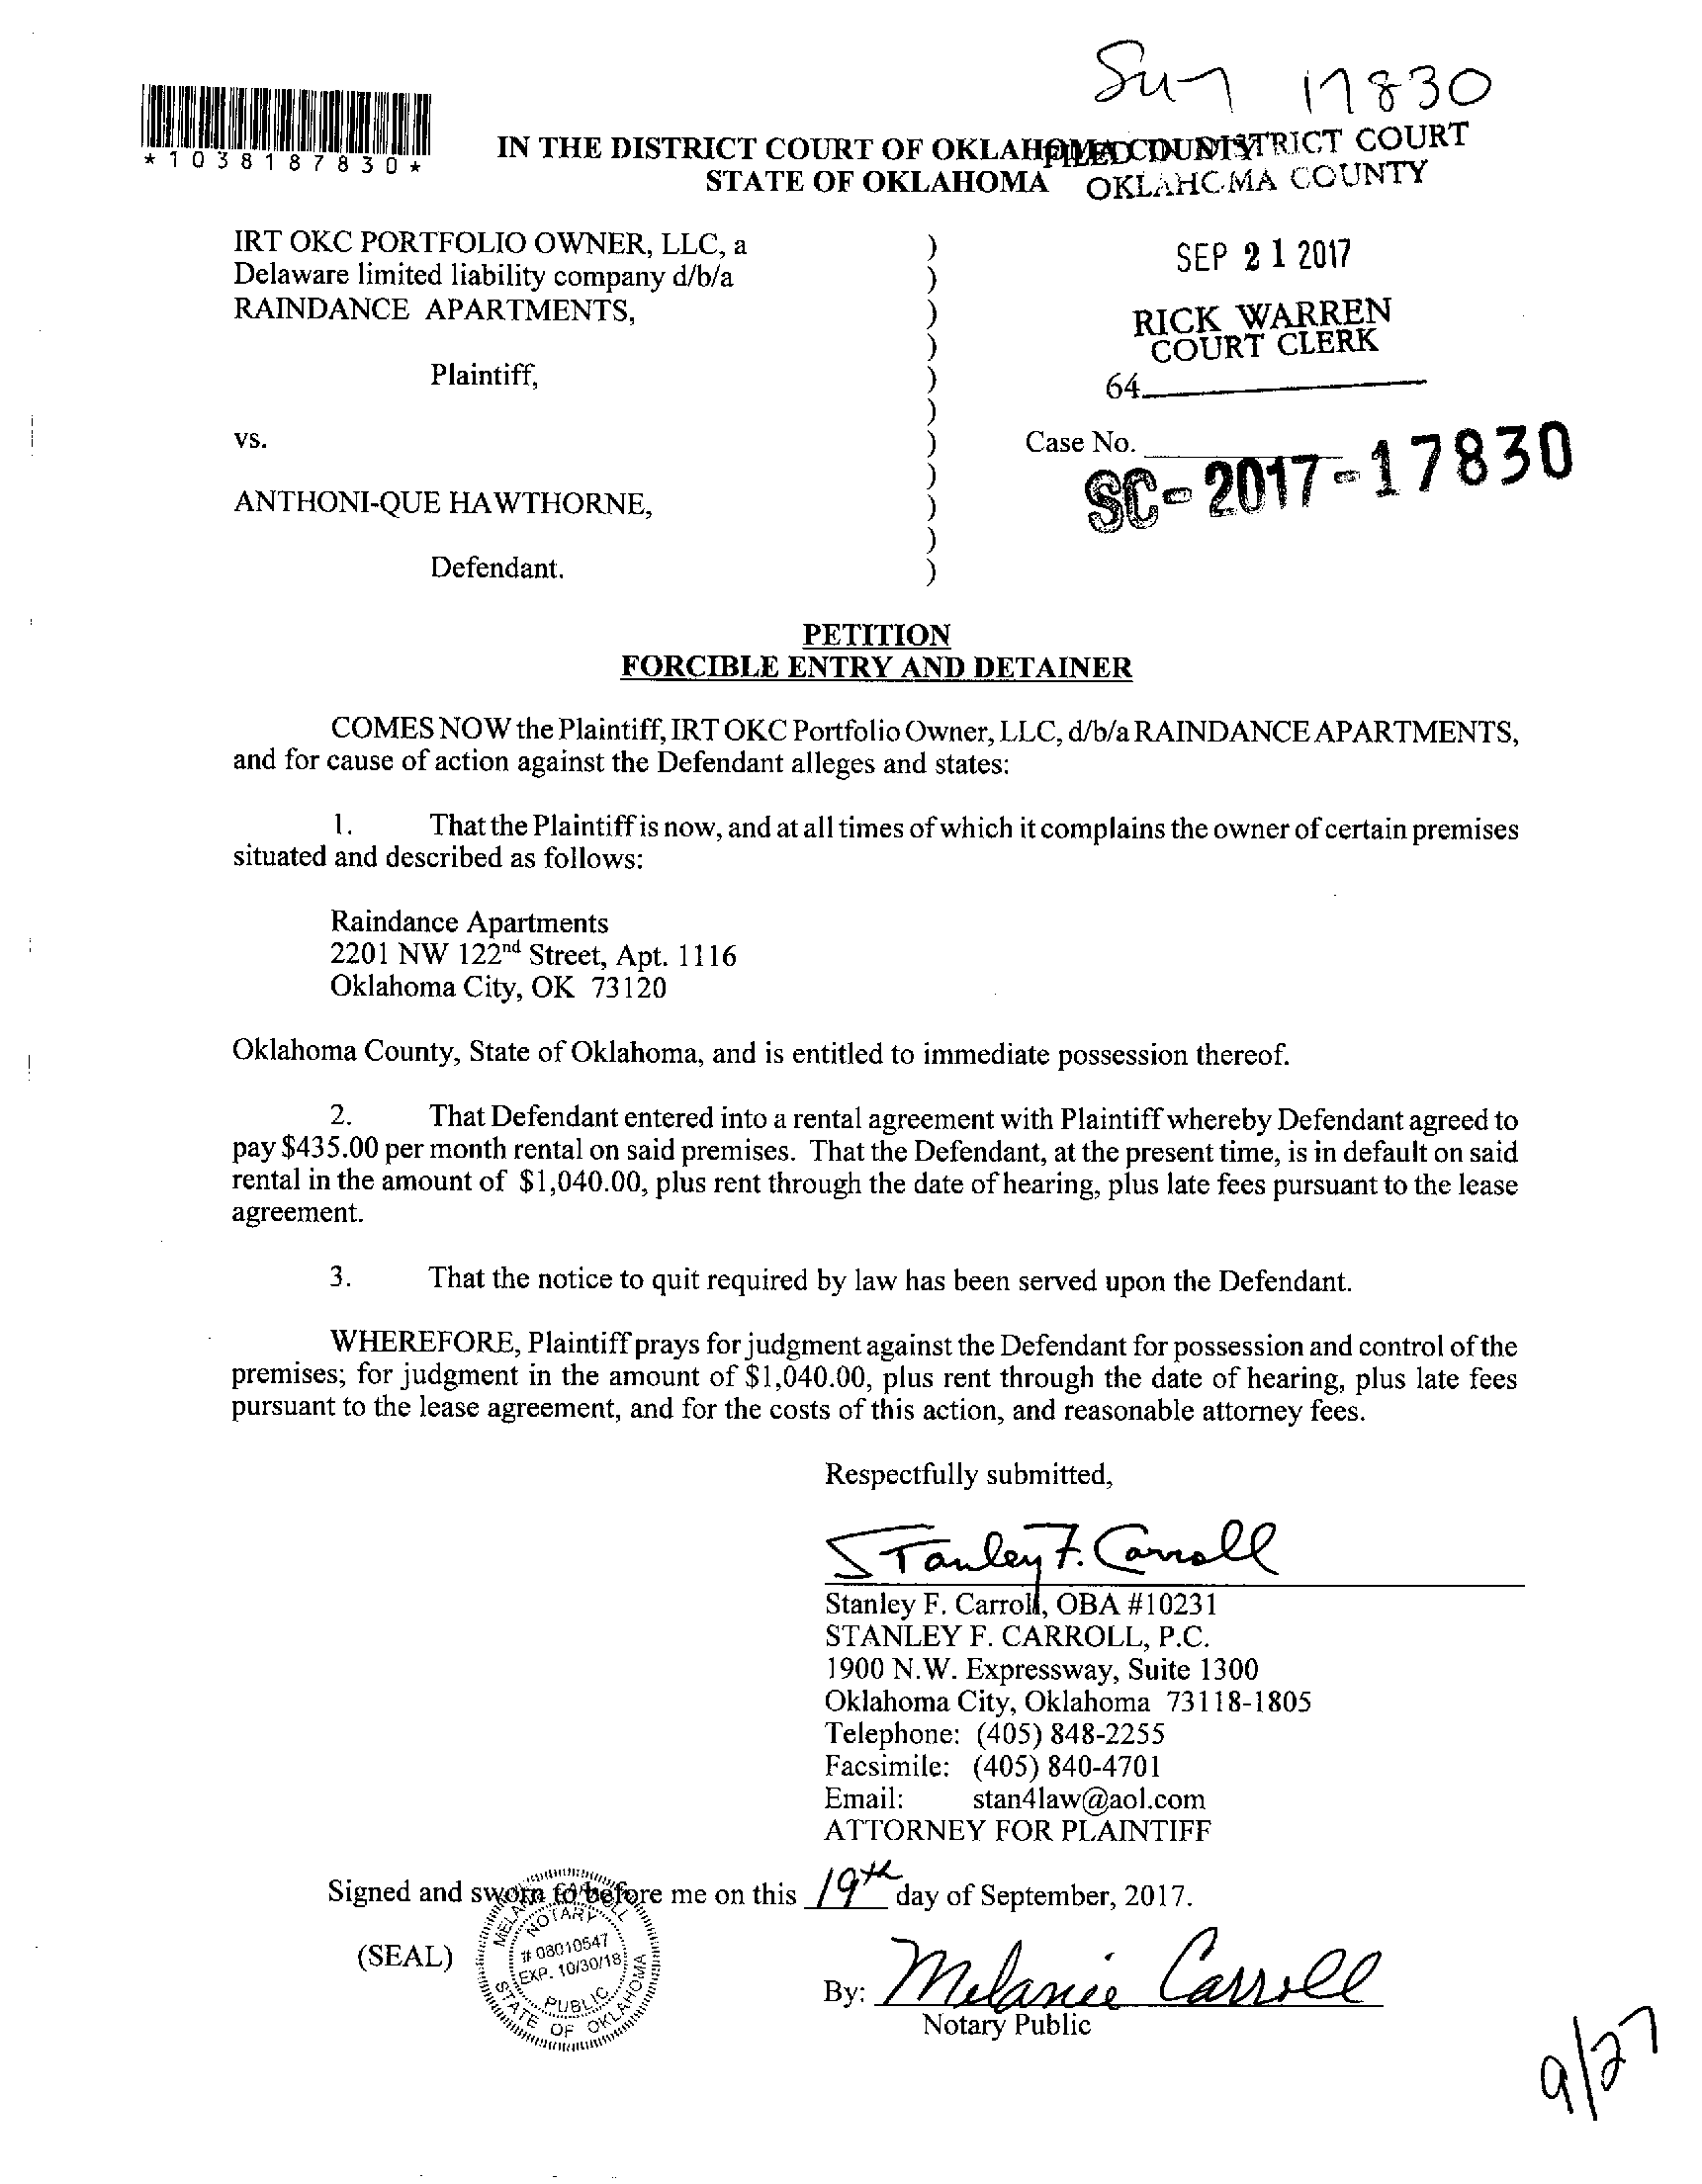 Sur 17830
*1038187830*
IN THE DISTRICT COURT OF OKLAHOMA COUNTY
STATE OF OKLAHOMA
FILED IN DISTRICT COURT
OKLAHOMA COUNTY
IRT OKC PORTFOLIO OWNER, LLC, a )
Delaware limited liability company d/b/a )
RAINDANCE APARTMENTS, )
)
Plaintiff, )
)
vs. )
)
ANTHONI-QUE HAWTHORNE, )
)
Defendant. )
SEP 21 2017
RICK WARREN
COURT CLERK
64
Case No.
SC-2017-17830
PETITION
FORCIBLE ENTRY AND DETAINER
COMES NOW the Plaintiff, IRT OKC Portfolio Owner, LLC, d/b/a RAINDANCE APARTMENTS,
and for cause of action against the Defendant alleges and states:
1. That the Plaintiff is now, and at all times of which it complains the owner of certain premises
situated and described as follows:
Raindance Apartments
2201 NW 122nd Street, Apt. 1116
Oklahoma City, OK 73120
Oklahoma County, State of Oklahoma, and is entitled to immediate possession thereof.
2. That Defendant entered into a rental agreement with Plaintiff whereby Defendant agreed to
pay $435.00 per month rental on said premises. That the Defendant, at the present time, is in default on said
rental in the amount of $1,040.00, plus rent through the date of hearing, plus late fees pursuant to the lease
agreement.
3. That the notice to quit required by law has been served upon the Defendant.
WHEREFORE, Plaintiff prays for judgment against the Defendant for possession and control of the
premises; for judgment in the amount of $1,040.00, plus rent through the date of hearing, plus late fees
pursuant to the lease agreement, and for the costs of this action, and reasonable attorney fees.
Respectfully submitted,
Stanley F. Carroll
Stanley F. Carroll, OBA #10231
STANLEY F. CARROLL, P.C.
1900 N.W. Expressway, Suite 1300
Oklahoma City, Oklahoma 73118-1805
Telephone: (405) 848-2255
Facsimile: (405) 840-4701
Email: stan4law@aol.com
ATTORNEY FOR PLAINTIFF
Signed and sworn to before me on this 19th day of September, 2017.
(SEAL)
MELANIE CARROLL
NOTARY
# 08010547
EXP. 10/30/18
PUBLIC
STATE OF OKLAHOMA
By: Melanie Carroll
Notary Public
9/27